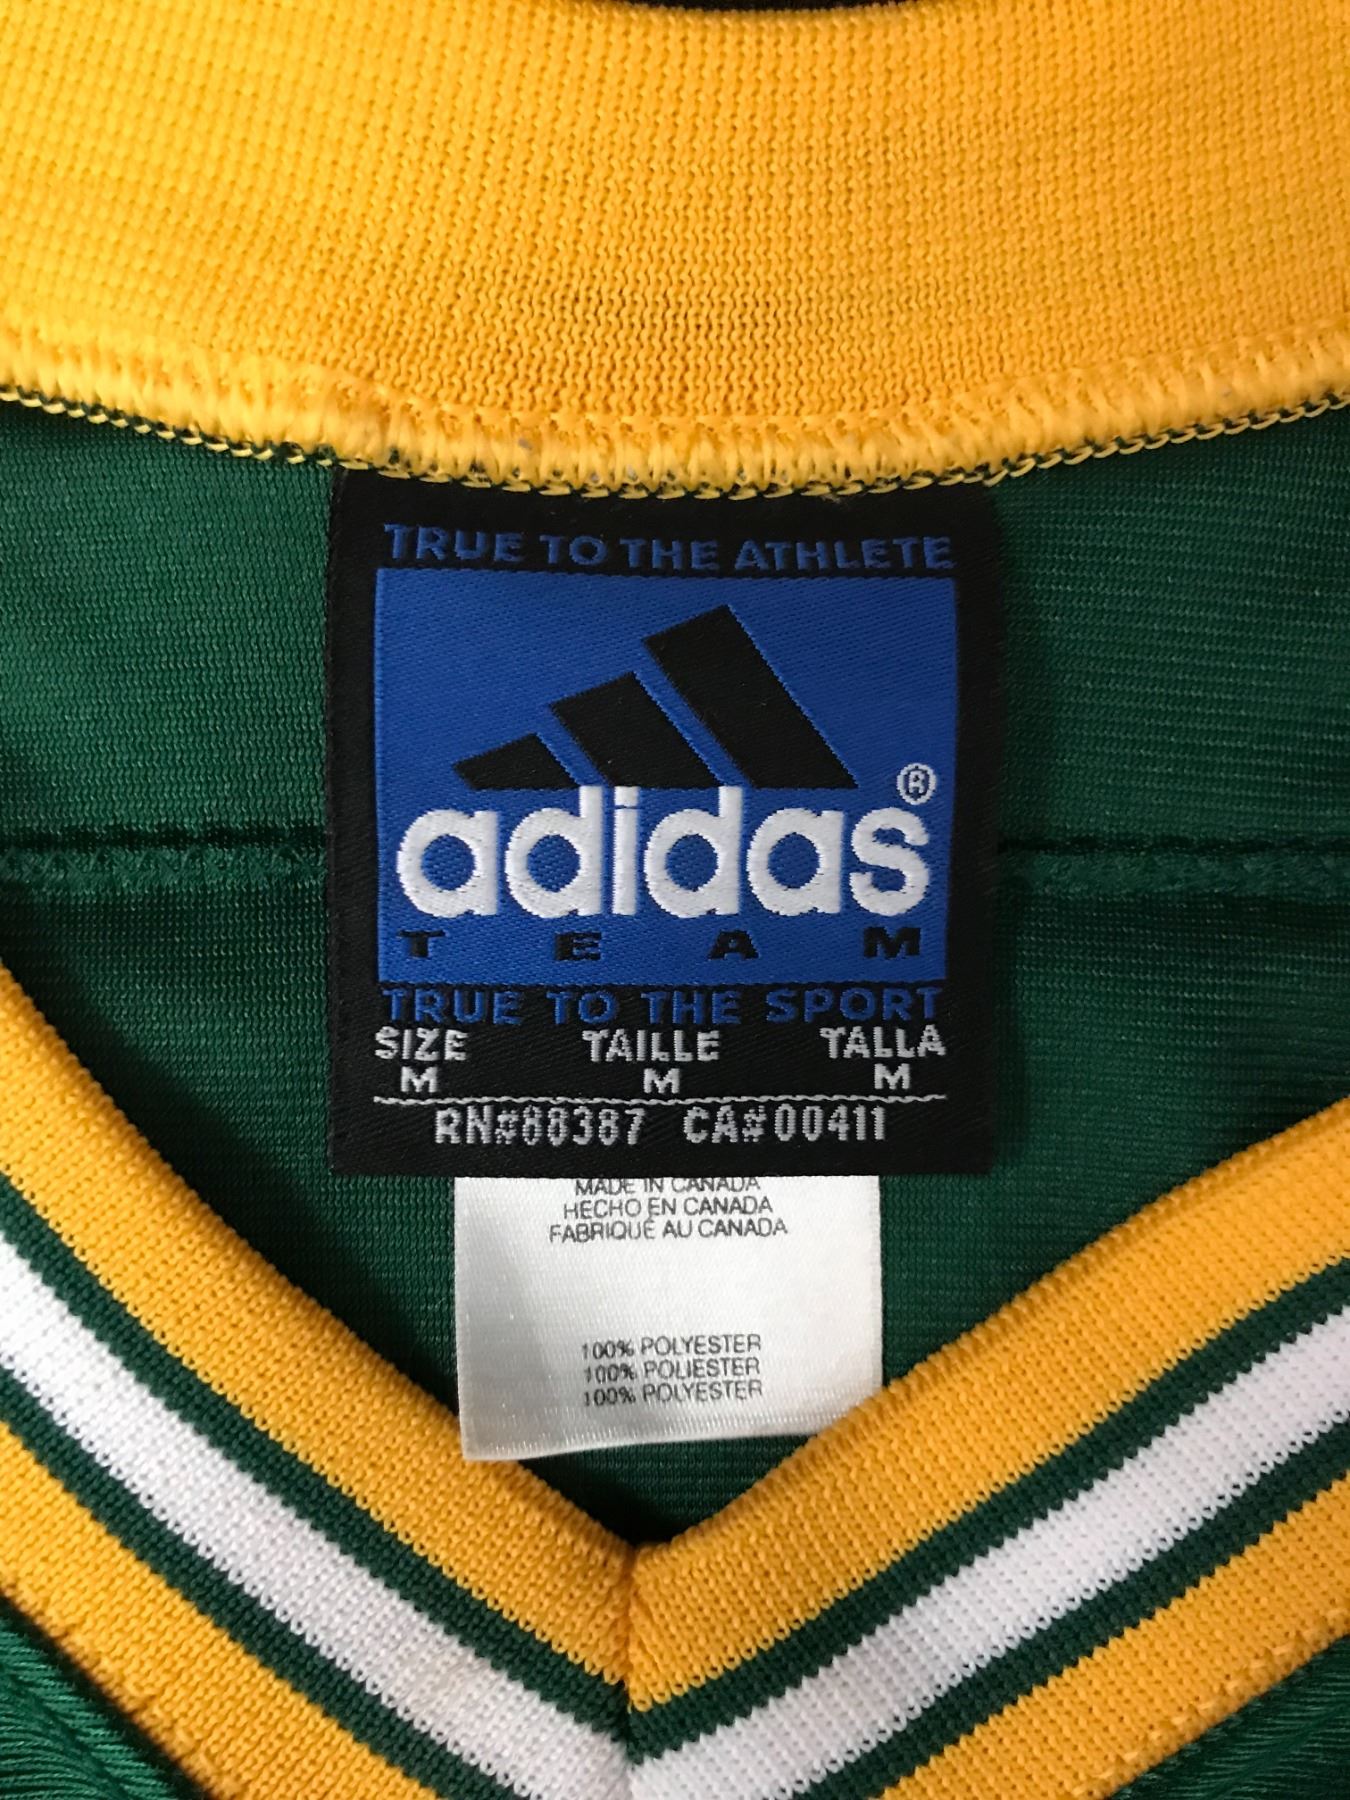 TRUE TO THE ATHLETE
adidas®
TEAM
TRUE TO THE SPORT
SIZE TAILLE TALLA
M M M
RN#88387 CA#00411
MADE IN CANADA
HECHO EN CANADA
FABRIQUÉ AU CANADA
100% POLYESTER
100% POLIESTER
100% POLYESTER